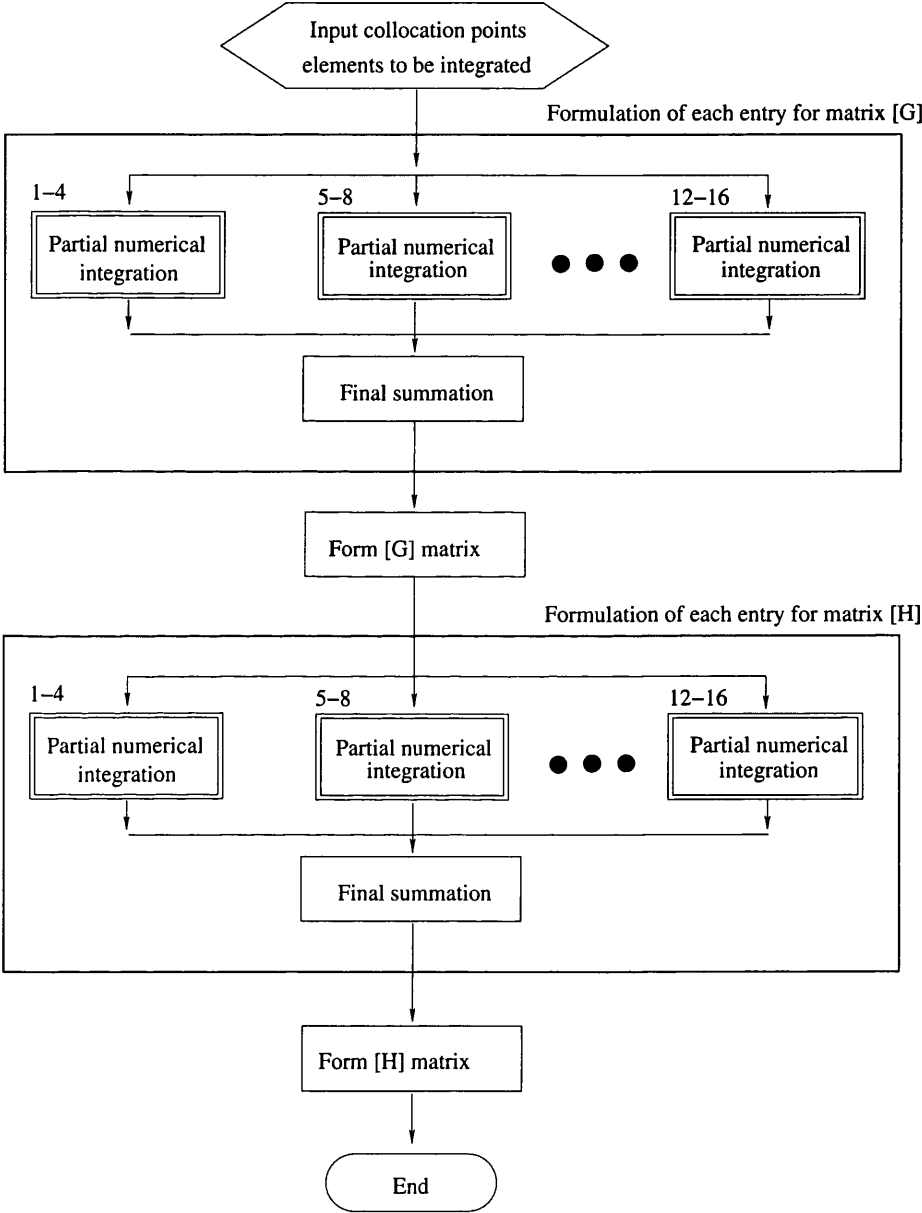 Input collocation points
elements to be integrated
Formulation of each entry for matrix [G]
1–4
5–8
12–16
Partial numerical
integration
Partial numerical
integration
Partial numerical
integration
Final summation
Form [G] matrix
Formulation of each entry for matrix [H]
1–4
5–8
12–16
Partial numerical
integration
Partial numerical
integration
Partial numerical
integration
Final summation
Form [H] matrix
End